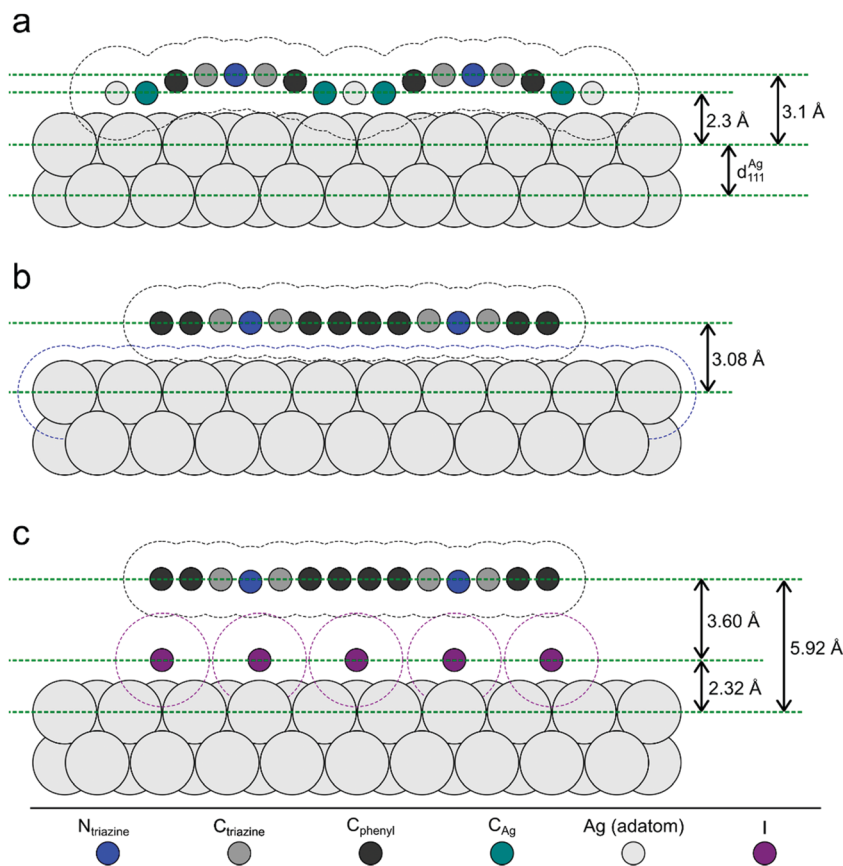 a
2.3 Å
3.1 Å
d111Ag
b
3.08 Å
c
3.60 Å
5.92 Å
2.32 Å
Ntriazine Ctriazine Cphenyl CAg Ag (adatom) I